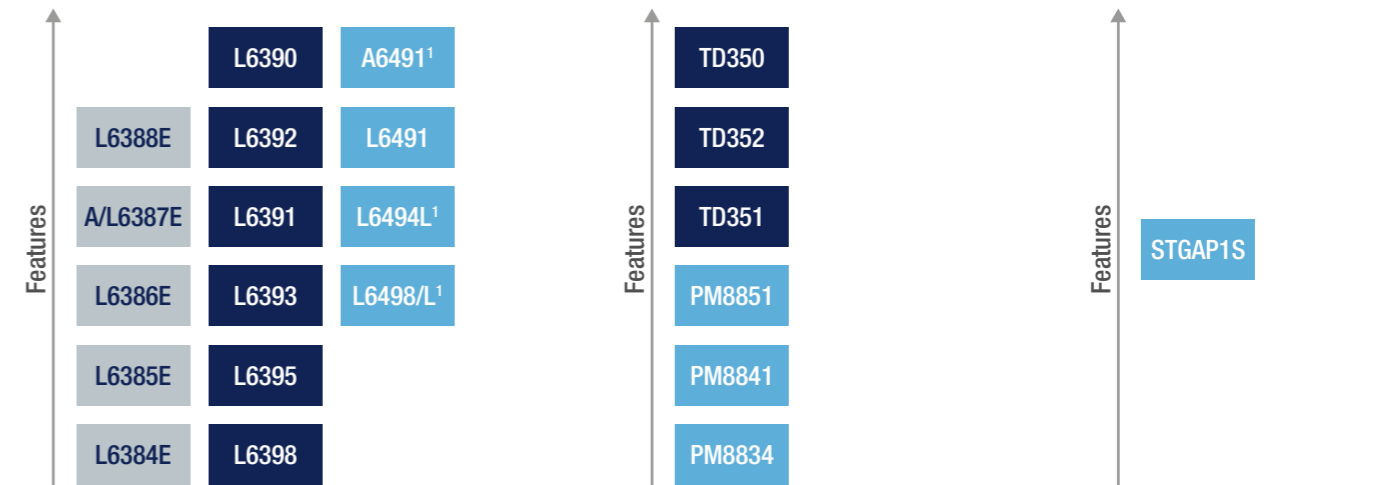 L6390 A6491¹ TD350
L6388E L6392 L6491 TD352
A/L6387E L6391 L6494L¹ TD351
Features Features Features
STGAP1S
L6386E L6393 L6498/L¹ PM8851
L6385E L6395 PM8841
L6384E L6398 PM8834